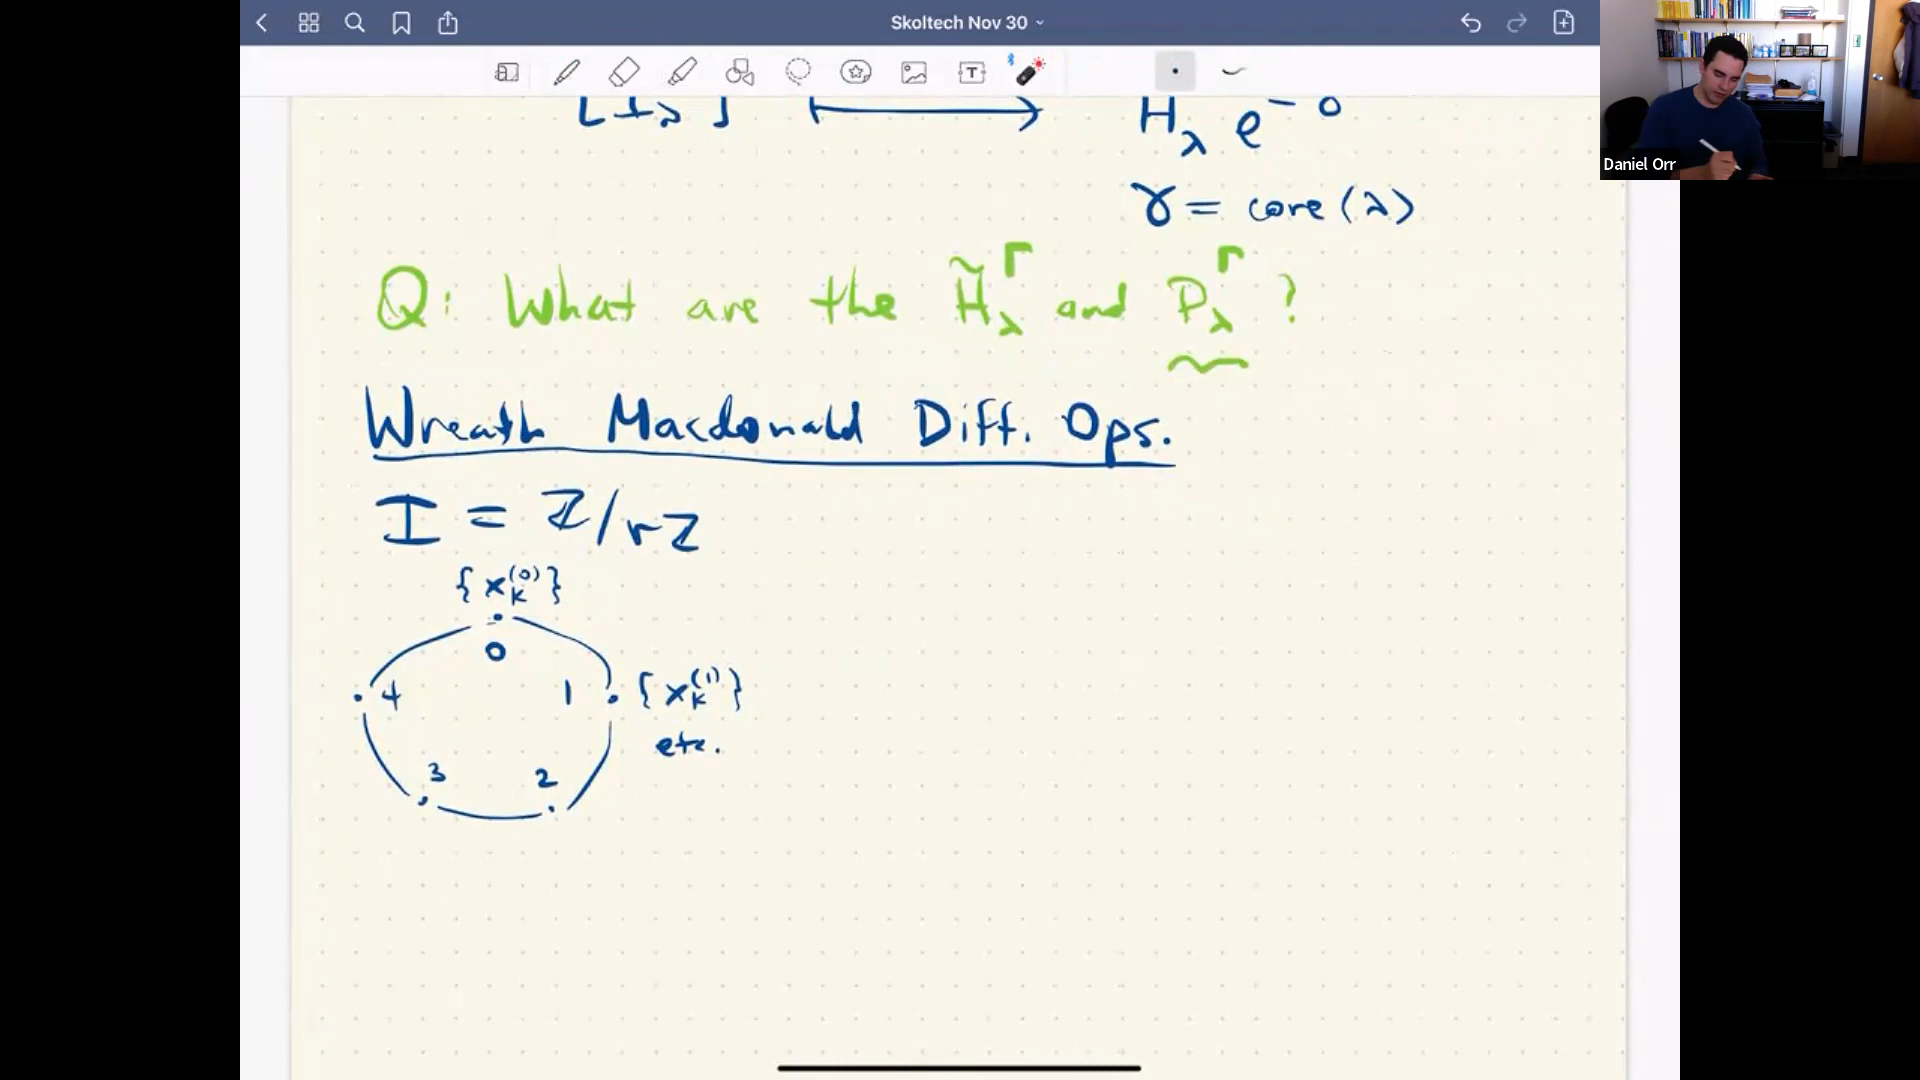 Skoltech Nov 30
Daniel Orr
H_λ e^-
γ = core(λ)
Q: What are the H̃_λ^Γ and P_λ^Γ ?
Wreath Macdonald Diff. Ops.
I = ℤ/rℤ
{x_k^(0)}
0
4
1
{x_k^(1)}
etc.
3
2